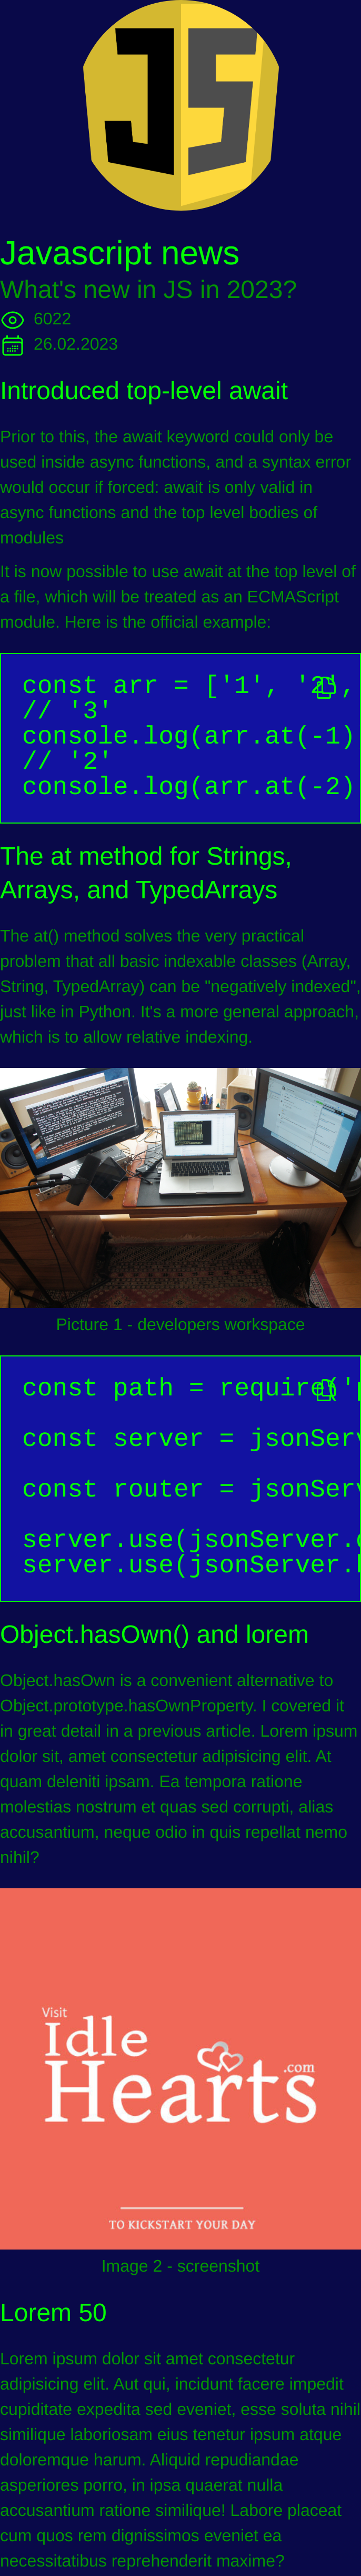 JS
Javascript news
What's new in JS in 2023?
6022
26.02.2023
Introduced top-level await
Prior to this, the await keyword could only be
used inside async functions, and a syntax error
would occur if forced: await is only valid in
async functions and the top level bodies of
modules
It is now possible to use await at the top level of
a file, which will be treated as an ECMAScript
module. Here is the official example:
const arr = ['1', '2',
// '3'
console.log(arr.at(-1)
// '2'
console.log(arr.at(-2)
The at method for Strings,
Arrays, and TypedArrays
The at() method solves the very practical
problem that all basic indexable classes (Array,
String, TypedArray) can be "negatively indexed",
just like in Python. It's a more general approach,
which is to allow relative indexing.
Picture 1 - developers workspace
const path = require('p
const server = jsonServ
const router = jsonServ
server.use(jsonServer.
server.use(jsonServer.
Object.hasOwn() and lorem
Object.hasOwn is a convenient alternative to
Object.prototype.hasOwnProperty. I covered it
in great detail in a previous article. Lorem ipsum
dolor sit, amet consectetur adipisicing elit. At
quam deleniti ipsam. Ea tempora ratione
molestias nostrum et quas sed corrupti, alias
accusantium, neque odio in quis repellat nemo
nihil?
Visit
Idle
Hearts
.com
TO KICKSTART YOUR DAY
Image 2 - screenshot
Lorem 50
Lorem ipsum dolor sit amet consectetur
adipisicing elit. Aut qui, incidunt facere impedit
cupiditate expedita sed eveniet, esse soluta nihil
similique laboriosam eius tenetur ipsum atque
doloremque harum. Aliquid repudiandae
asperiores porro, in ipsa quaerat nulla
accusantium ratione similique! Labore placeat
cum quos rem dignissimos eveniet ea
necessitatibus reprehenderit maxime?